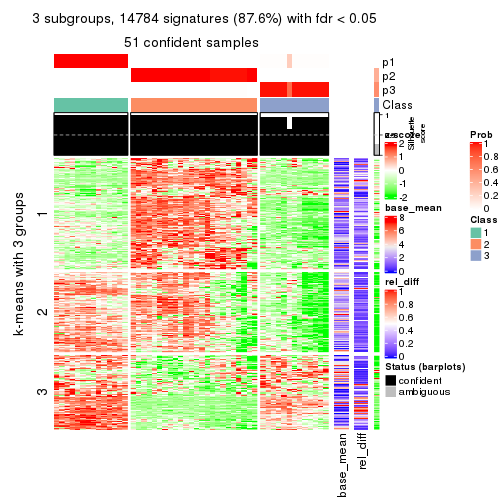 3 subgroups, 14784 signatures (87.6%) with fdr < 0.05
51 confident samples
p1
p2
p3
Class
1
Silhouette
score
k-means with 3 groups
1
2
3
z-score
2
1
0
-1
-2
base_mean
8
6
4
2
0
rel_diff
1
0.8
0.6
0.4
0.2
0
Status (barplots)
confident
ambiguous
Prob
1
0.8
0.6
0.4
0.2
0
Class
1
2
3
base_mean
rel_diff